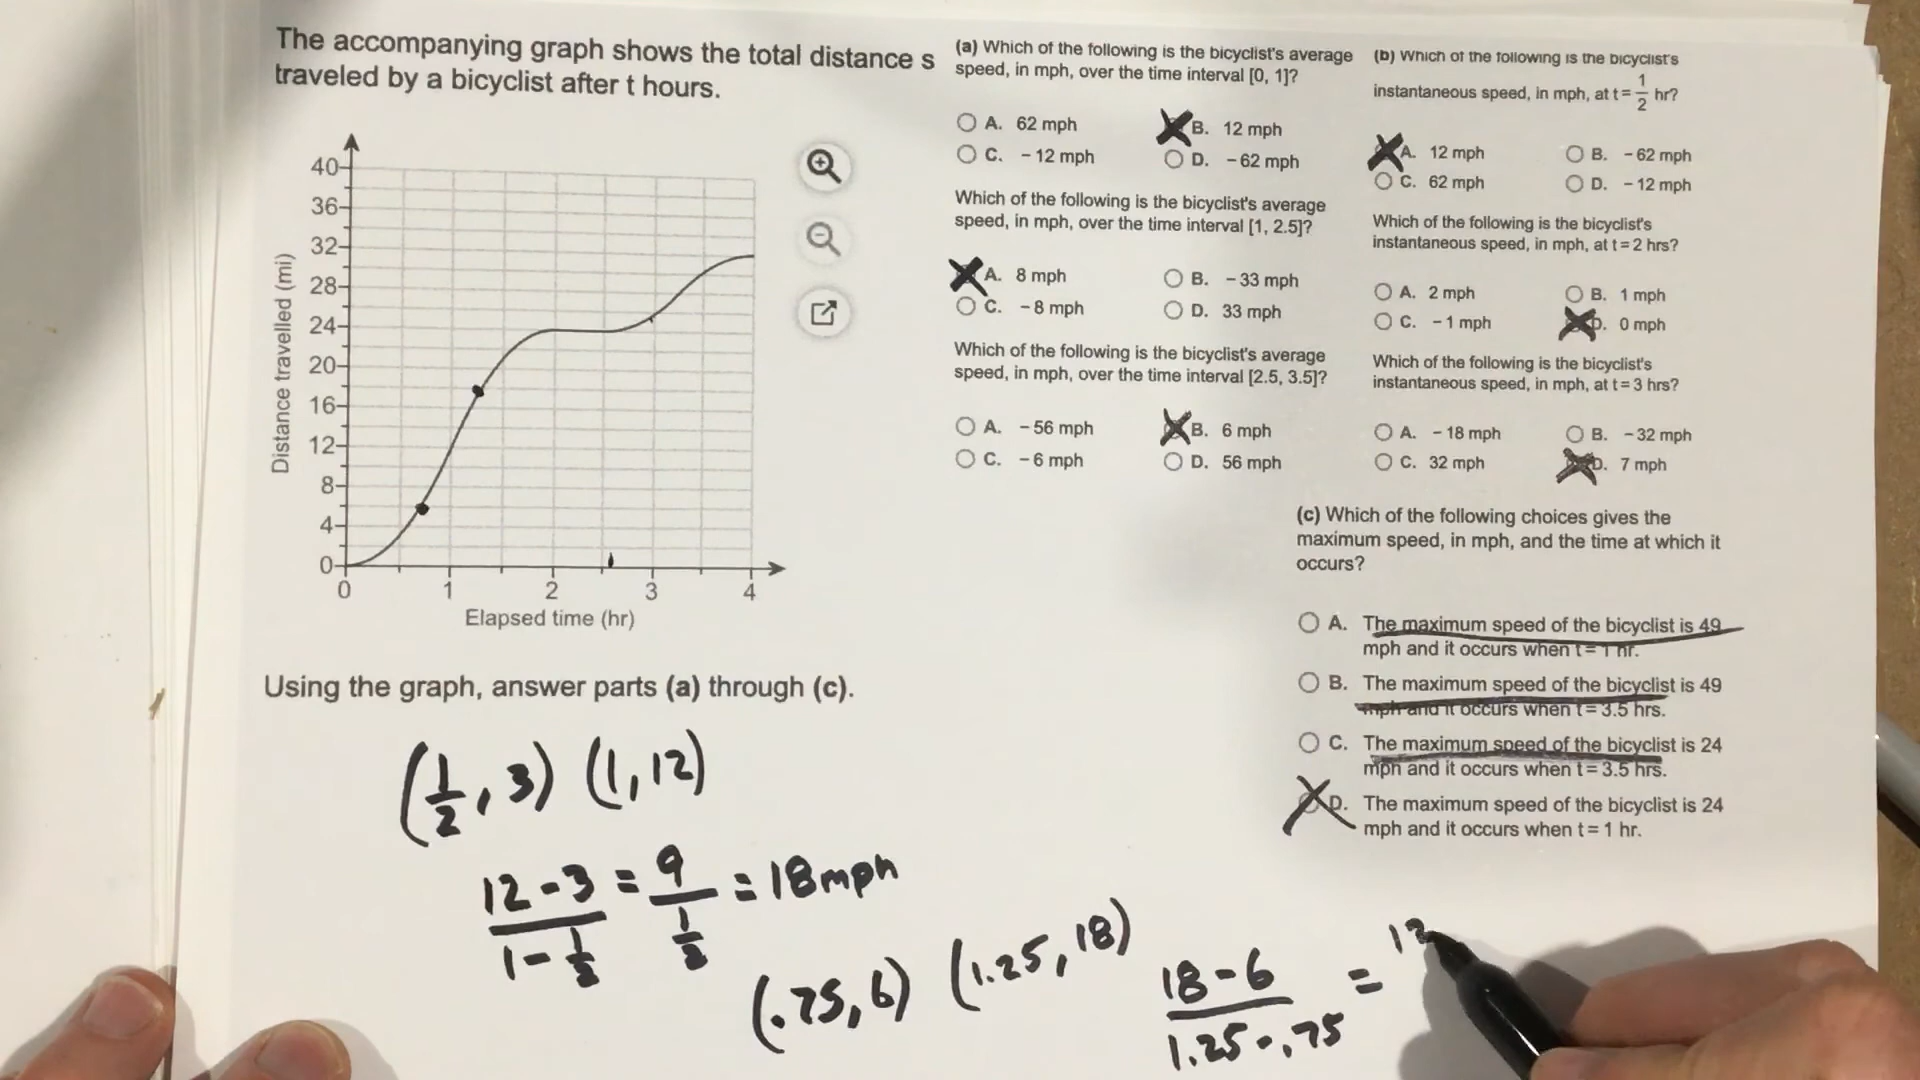 The accompanying graph shows the total distance s
traveled by a bicyclist after t hours.
40
36
32
28
24
20
16
12
8
4
0
Distance travelled (mi)
0 1 2 3 4
Elapsed time (hr)
Using the graph, answer parts (a) through (c).
(1/2, 3) (1, 12)
12 - 3 = 9 = 18mph
1 - 1/2 1/2
(.75, 6) (1.25, 18)
18 - 6 = 12
1.25 - .75
(a) Which of the following is the bicyclist's average
speed, in mph, over the time interval [0, 1]?
A. 62 mph B. 12 mph
C. - 12 mph D. - 62 mph
Which of the following is the bicyclist's average
speed, in mph, over the time interval [1, 2.5]?
A. 8 mph B. - 33 mph
C. - 8 mph D. 33 mph
Which of the following is the bicyclist's average
speed, in mph, over the time interval [2.5, 3.5]?
A. - 56 mph B. 6 mph
C. - 6 mph D. 56 mph
(b) Which of the following is the bicyclist's
instantaneous speed, in mph, at t = 1/2 hr?
A. 12 mph B. - 62 mph
C. 62 mph D. - 12 mph
Which of the following is the bicyclist's
instantaneous speed, in mph, at t = 2 hrs?
A. 2 mph B. 1 mph
C. - 1 mph D. 0 mph
Which of the following is the bicyclist's
instantaneous speed, in mph, at t = 3 hrs?
A. - 18 mph B. - 32 mph
C. 32 mph D. 7 mph
(c) Which of the following choices gives the
maximum speed, in mph, and the time at which it
occurs?
A. The maximum speed of the bicyclist is 49
mph and it occurs when t = 1 hr.
B. The maximum speed of the bicyclist is 49
mph and it occurs when t = 3.5 hrs.
C. The maximum speed of the bicyclist is 24
mph and it occurs when t = 3.5 hrs.
D. The maximum speed of the bicyclist is 24
mph and it occurs when t = 1 hr.